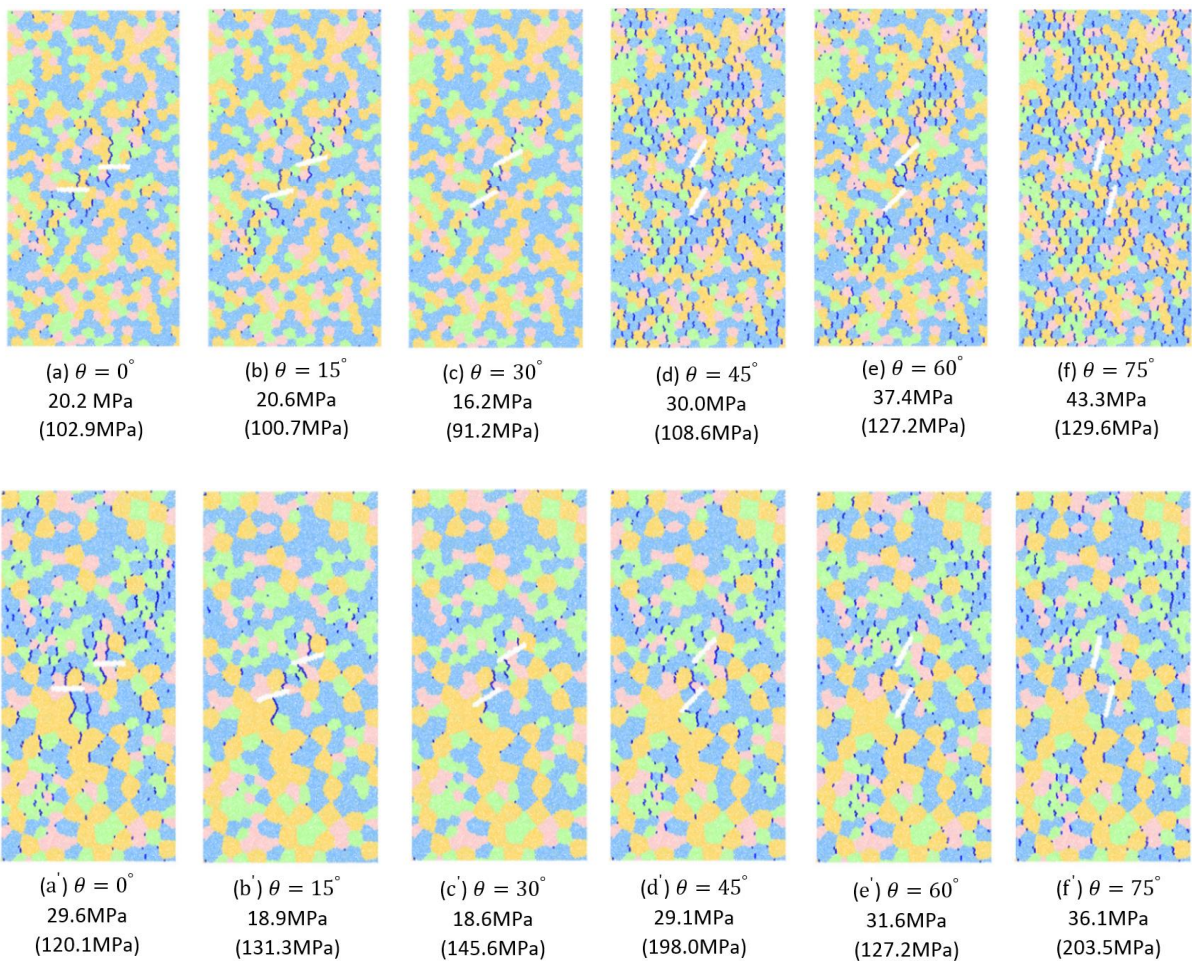 (a) θ = 0°
20.2 MPa
(102.9MPa)
(b) θ = 15°
20.6MPa
(100.7MPa)
(c) θ = 30°
16.2MPa
(91.2MPa)
(d) θ = 45°
30.0MPa
(108.6MPa)
(e) θ = 60°
37.4MPa
(127.2MPa)
(f) θ = 75°
43.3MPa
(129.6MPa)
(a') θ = 0°
29.6MPa
(120.1MPa)
(b') θ = 15°
18.9MPa
(131.3MPa)
(c') θ = 30°
18.6MPa
(145.6MPa)
(d') θ = 45°
29.1MPa
(198.0MPa)
(e') θ = 60°
31.6MPa
(127.2MPa)
(f') θ = 75°
36.1MPa
(203.5MPa)